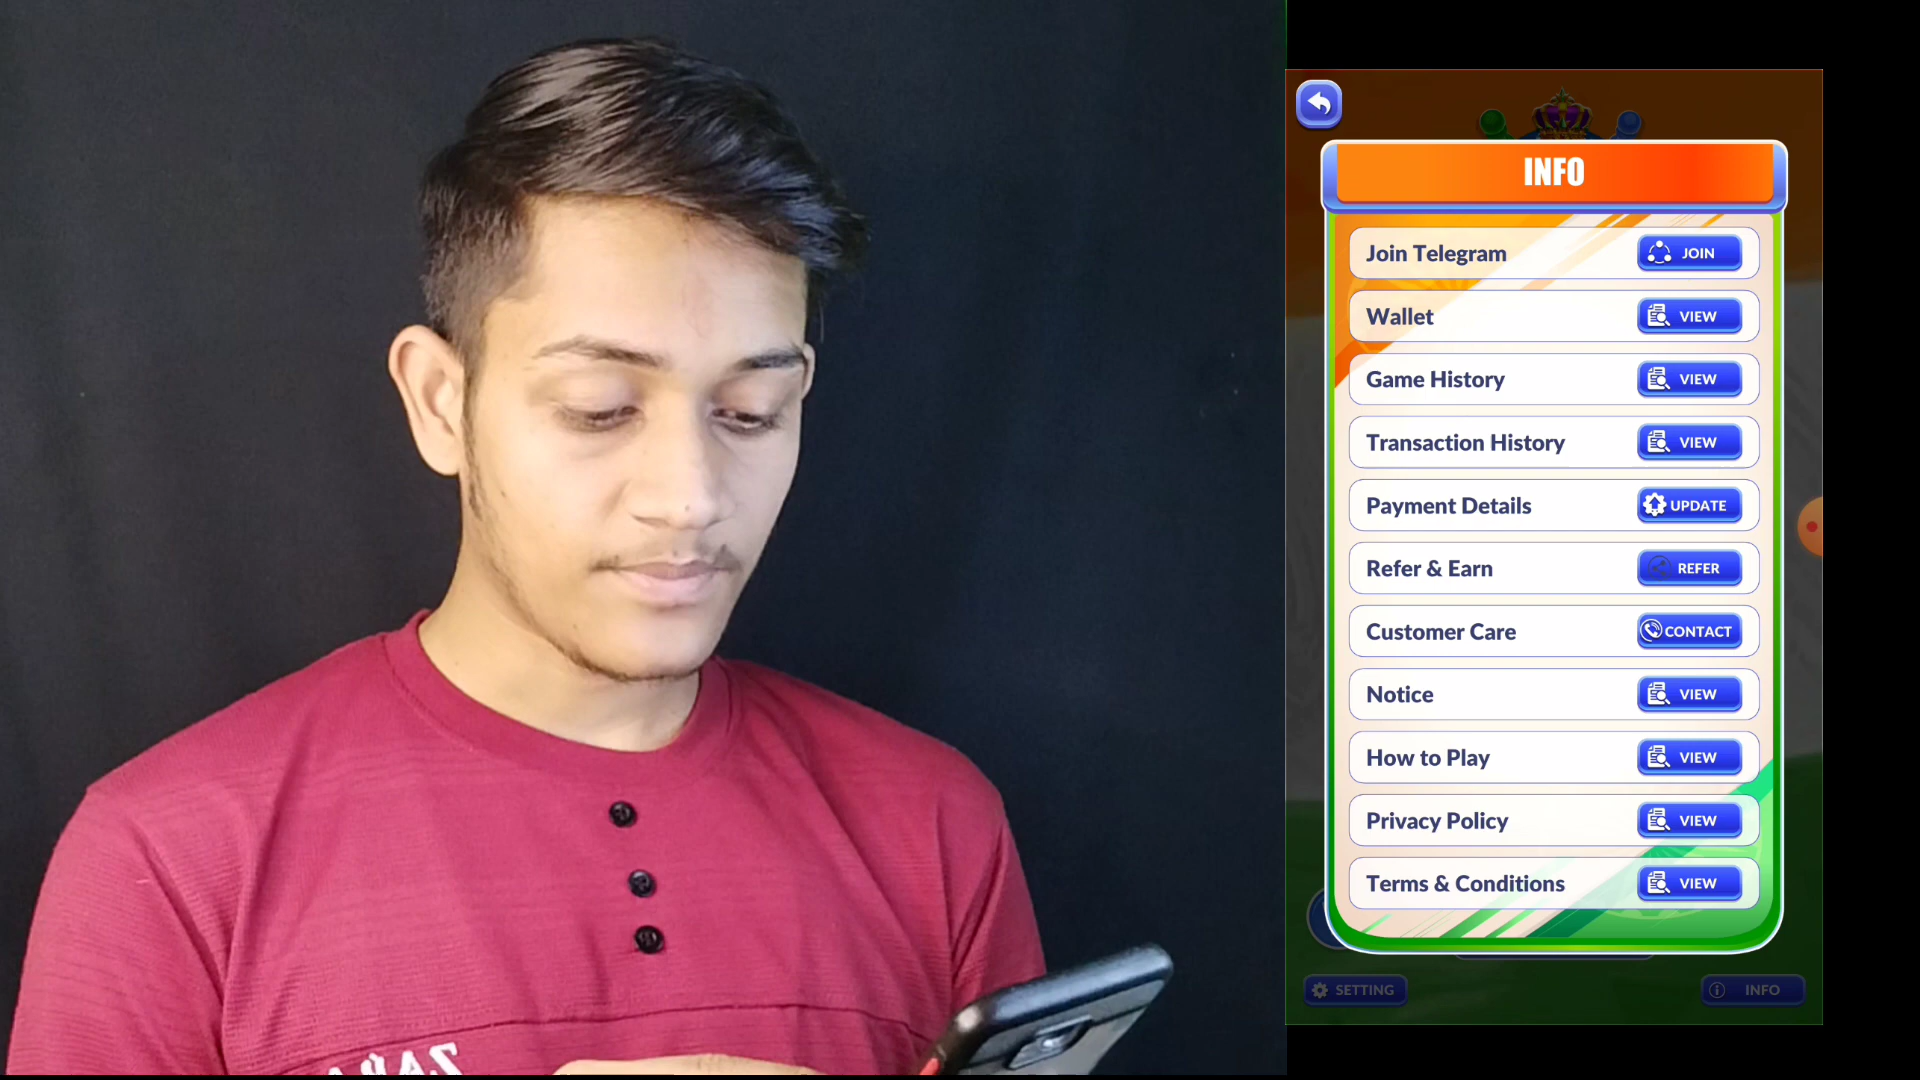 INFO
Join Telegram JOIN
Wallet VIEW
Game History VIEW
Transaction History VIEW
Payment Details UPDATE
Refer & Earn REFER
Customer Care CONTACT
Notice VIEW
How to Play VIEW
Privacy Policy VIEW
Terms & Conditions VIEW
SETTING INFO